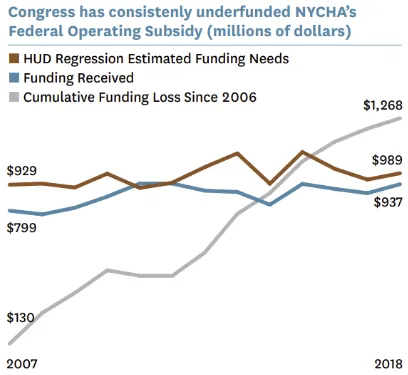 Congress has consistenly underfunded NYCHA's
Federal Operating Subsidy (millions of dollars)
HUD Regression Estimated Funding Needs
Funding Received
Cumulative Funding Loss Since 2006
$1,268
$929
$989
$937
$799
$130
2007
2018